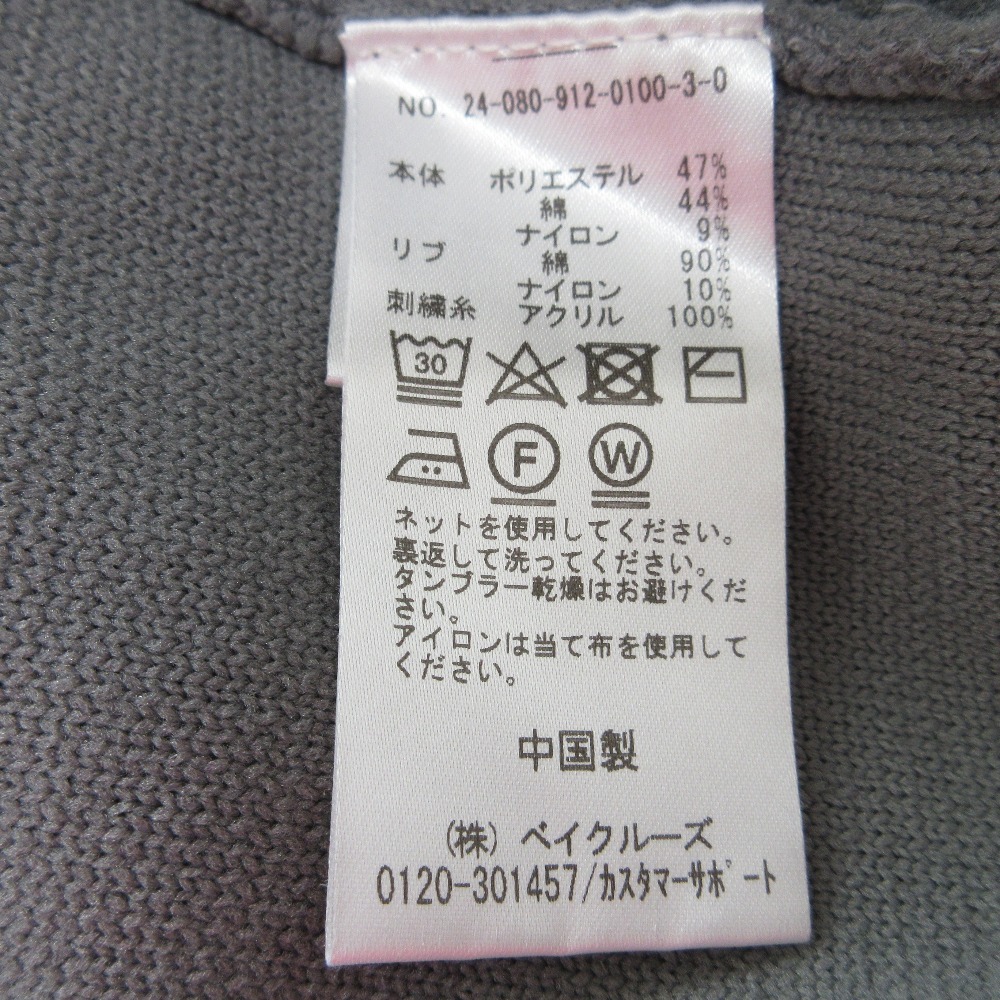 NO. 24-080-912-0100-3-0
本体 ポリエステル 47%
綿 44%
ナイロン 9%
リブ 綿 90%
ナイロン 10%
刺繍糸 アクリル 100%
30
F W
ネットを使用してください。
裏返して洗ってください。
タンブラー乾燥はお避けくだ
さい。
アイロンは当て布を使用して
ください。
中国製
(株) ベイクルーズ
0120-301457/カスタマーサポート